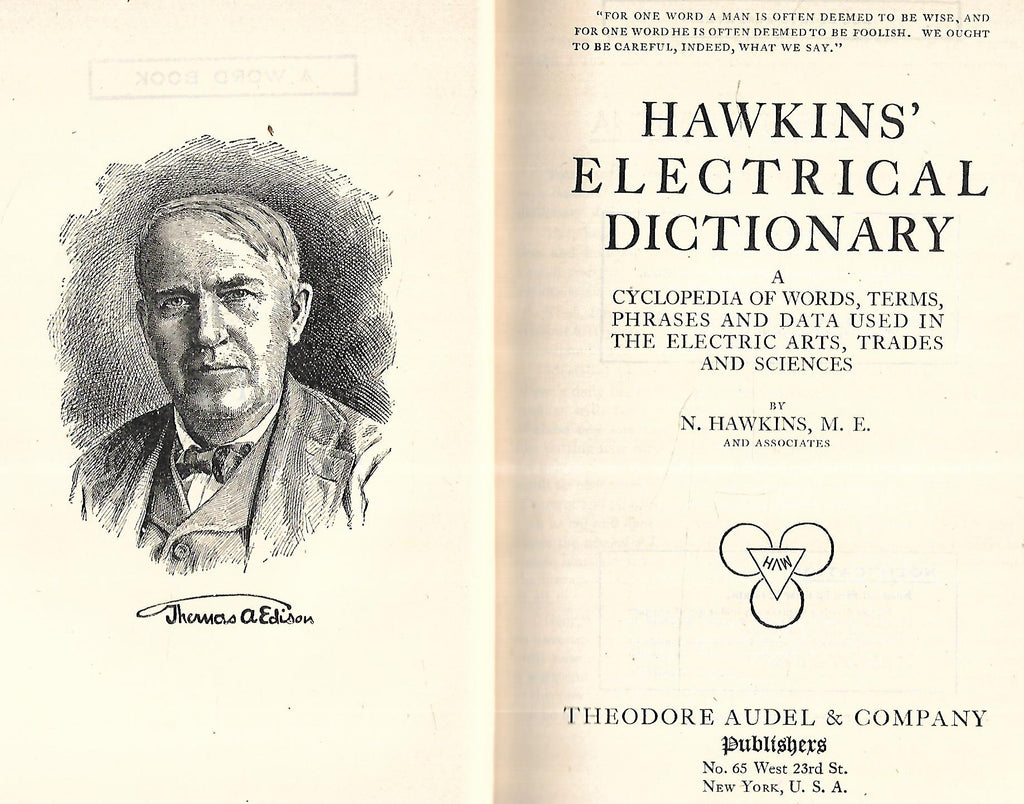 Thomas A Edison
"FOR ONE WORD A MAN IS OFTEN DEEMED TO BE WISE, AND
FOR ONE WORD HE IS OFTEN DEEMED TO BE FOOLISH. WE OUGHT
TO BE CAREFUL, INDEED, WHAT WE SAY."
HAWKINS'
ELECTRICAL
DICTIONARY
A
CYCLOPEDIA OF WORDS, TERMS,
PHRASES AND DATA USED IN
THE ELECTRIC ARTS, TRADES
AND SCIENCES
BY
N. HAWKINS, M. E.
AND ASSOCIATES
THEODORE AUDEL & COMPANY
Publishers
No. 65 West 23rd St.
New York, U. S. A.